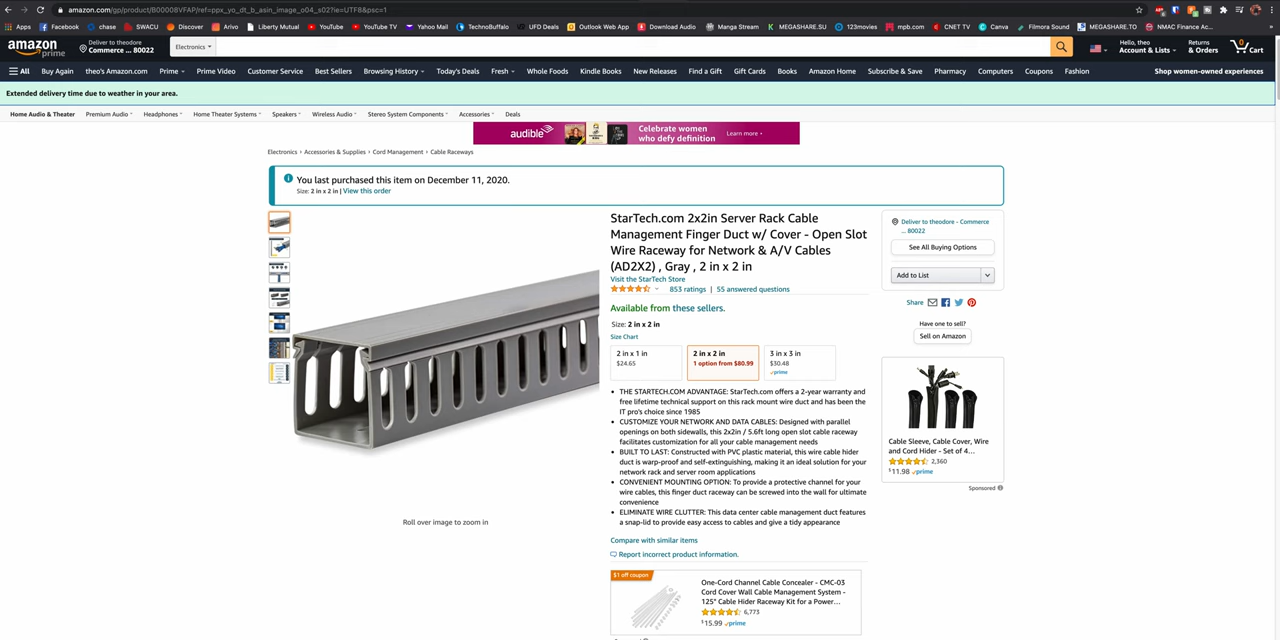 amazon.com/gp/product/B00008VFAP/ref=ppx_yo_dt_b_asin_image_o04_s02?ie=UTF8&psc=1
Apps Facebook chase SWACU Discover Arivo Liberty Mutual YouTube YouTube TV Yahoo Mail TechnoBuffalo UFD Deals Outlook Web App Download Audio Manga Stream MEGASHARE.SU 123movies mpb.com CNET TV Canva Filmora Sound MEGASHARE.TO NMAC Finance Ac...
amazon prime
Deliver to theodore
Commerce ... 80022
Electronics
Hello, theo
Account & Lists
Returns
& Orders
0
Cart
All Buy Again theo's Amazon.com Prime Prime Video Customer Service Best Sellers Browsing History Today's Deals Fresh Whole Foods Kindle Books New Releases Find a Gift Gift Cards Books Amazon Home Subscribe & Save Pharmacy Computers Coupons Fashion Shop women-owned experiences
Extended delivery time due to weather in your area.
Home Audio & Theater Premium Audio Headphones Home Theater Systems Speakers Wireless Audio Stereo System Components Accessories Deals
audible
Celebrate women
who defy definition
Learn more ›
Electronics › Accessories & Supplies › Cord Management › Cable Raceways
You last purchased this item on December 11, 2020.
Size: 2 in x 2 in | View this order
StarTech.com 2x2in Server Rack Cable
Management Finger Duct w/ Cover - Open Slot
Wire Raceway for Network & A/V Cables
(AD2X2) , Gray , 2 in x 2 in
Visit the StarTech Store
853 ratings | 55 answered questions
Available from these sellers.
Size: 2 in x 2 in
Size Chart
2 in x 1 in
$24.65
2 in x 2 in
1 option from $80.99
3 in x 3 in
$30.48
prime
• THE STARTECH.COM ADVANTAGE: StarTech.com offers a 2-year warranty and
free lifetime technical support on this rack mount wire duct and has been the
IT pro's choice since 1985
• CUSTOMIZE YOUR NETWORK AND DATA CABLES: Designed with parallel
openings on both sidewalls, this 2x2in / 5.6ft long open slot cable raceway
facilitates customization for all your cable management needs
• BUILT TO LAST: Constructed with PVC plastic material, this wire cable hider
duct is warp-proof and self-extinguishing, making it an ideal solution for your
network rack and server room applications
• CONVENIENT MOUNTING OPTION: To provide a protective channel for your
wire cables, this finger duct raceway can be screwed into the wall for ultimate
convenience
• ELIMINATE WIRE CLUTTER: This data center cable management duct features
a snap-lid to provide easy access to cables and give a tidy appearance
Compare with similar items
Report incorrect product information.
Roll over image to zoom in
$1 off coupon
One-Cord Channel Cable Concealer - CMC-03
Cord Cover Wall Cable Management System -
125" Cable Hider Raceway Kit for a Power...
6,773
$15.99 prime
Deliver to theodore - Commerce
... 80022
See All Buying Options
Add to List
Share
Have one to sell?
Sell on Amazon
Cable Sleeve, Cable Cover, Wire
and Cord Hider - Set of 4...
2,360
$11.98 prime
Sponsored